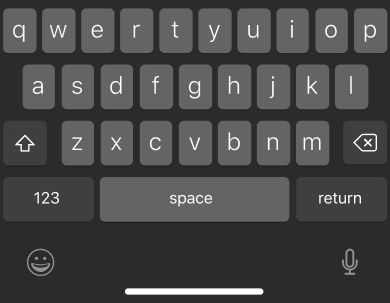 q w e r t y u i o p
a s d f g h j k l
z x c v b n m
123 space return